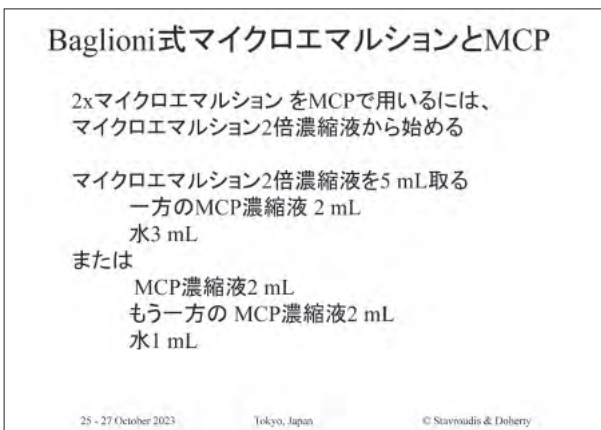 Baglioni式マイクロエマルションとMCP
2xマイクロエマルション をMCPで用いるには、
マイクロエマルション2倍濃縮液から始める
マイクロエマルション2倍濃縮液を5 mL取る
一方のMCP濃縮液 2 mL
水3 mL
または
MCP濃縮液2 mL
もう一方の MCP濃縮液2 mL
水1 mL
25 - 27 October 2023 Tokyo, Japan © Stavroudis & Doherty